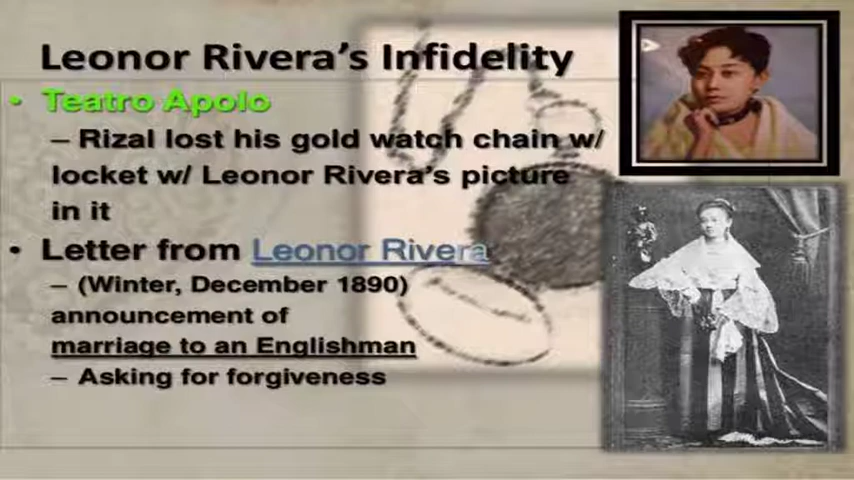 Leonor Rivera's Infidelity
• Teatro Apolo
– Rizal lost his gold watch chain w/
locket w/ Leonor Rivera's picture
in it
• Letter from Leonor Rivera
– (Winter, December 1890)
announcement of
marriage to an Englishman
– Asking for forgiveness